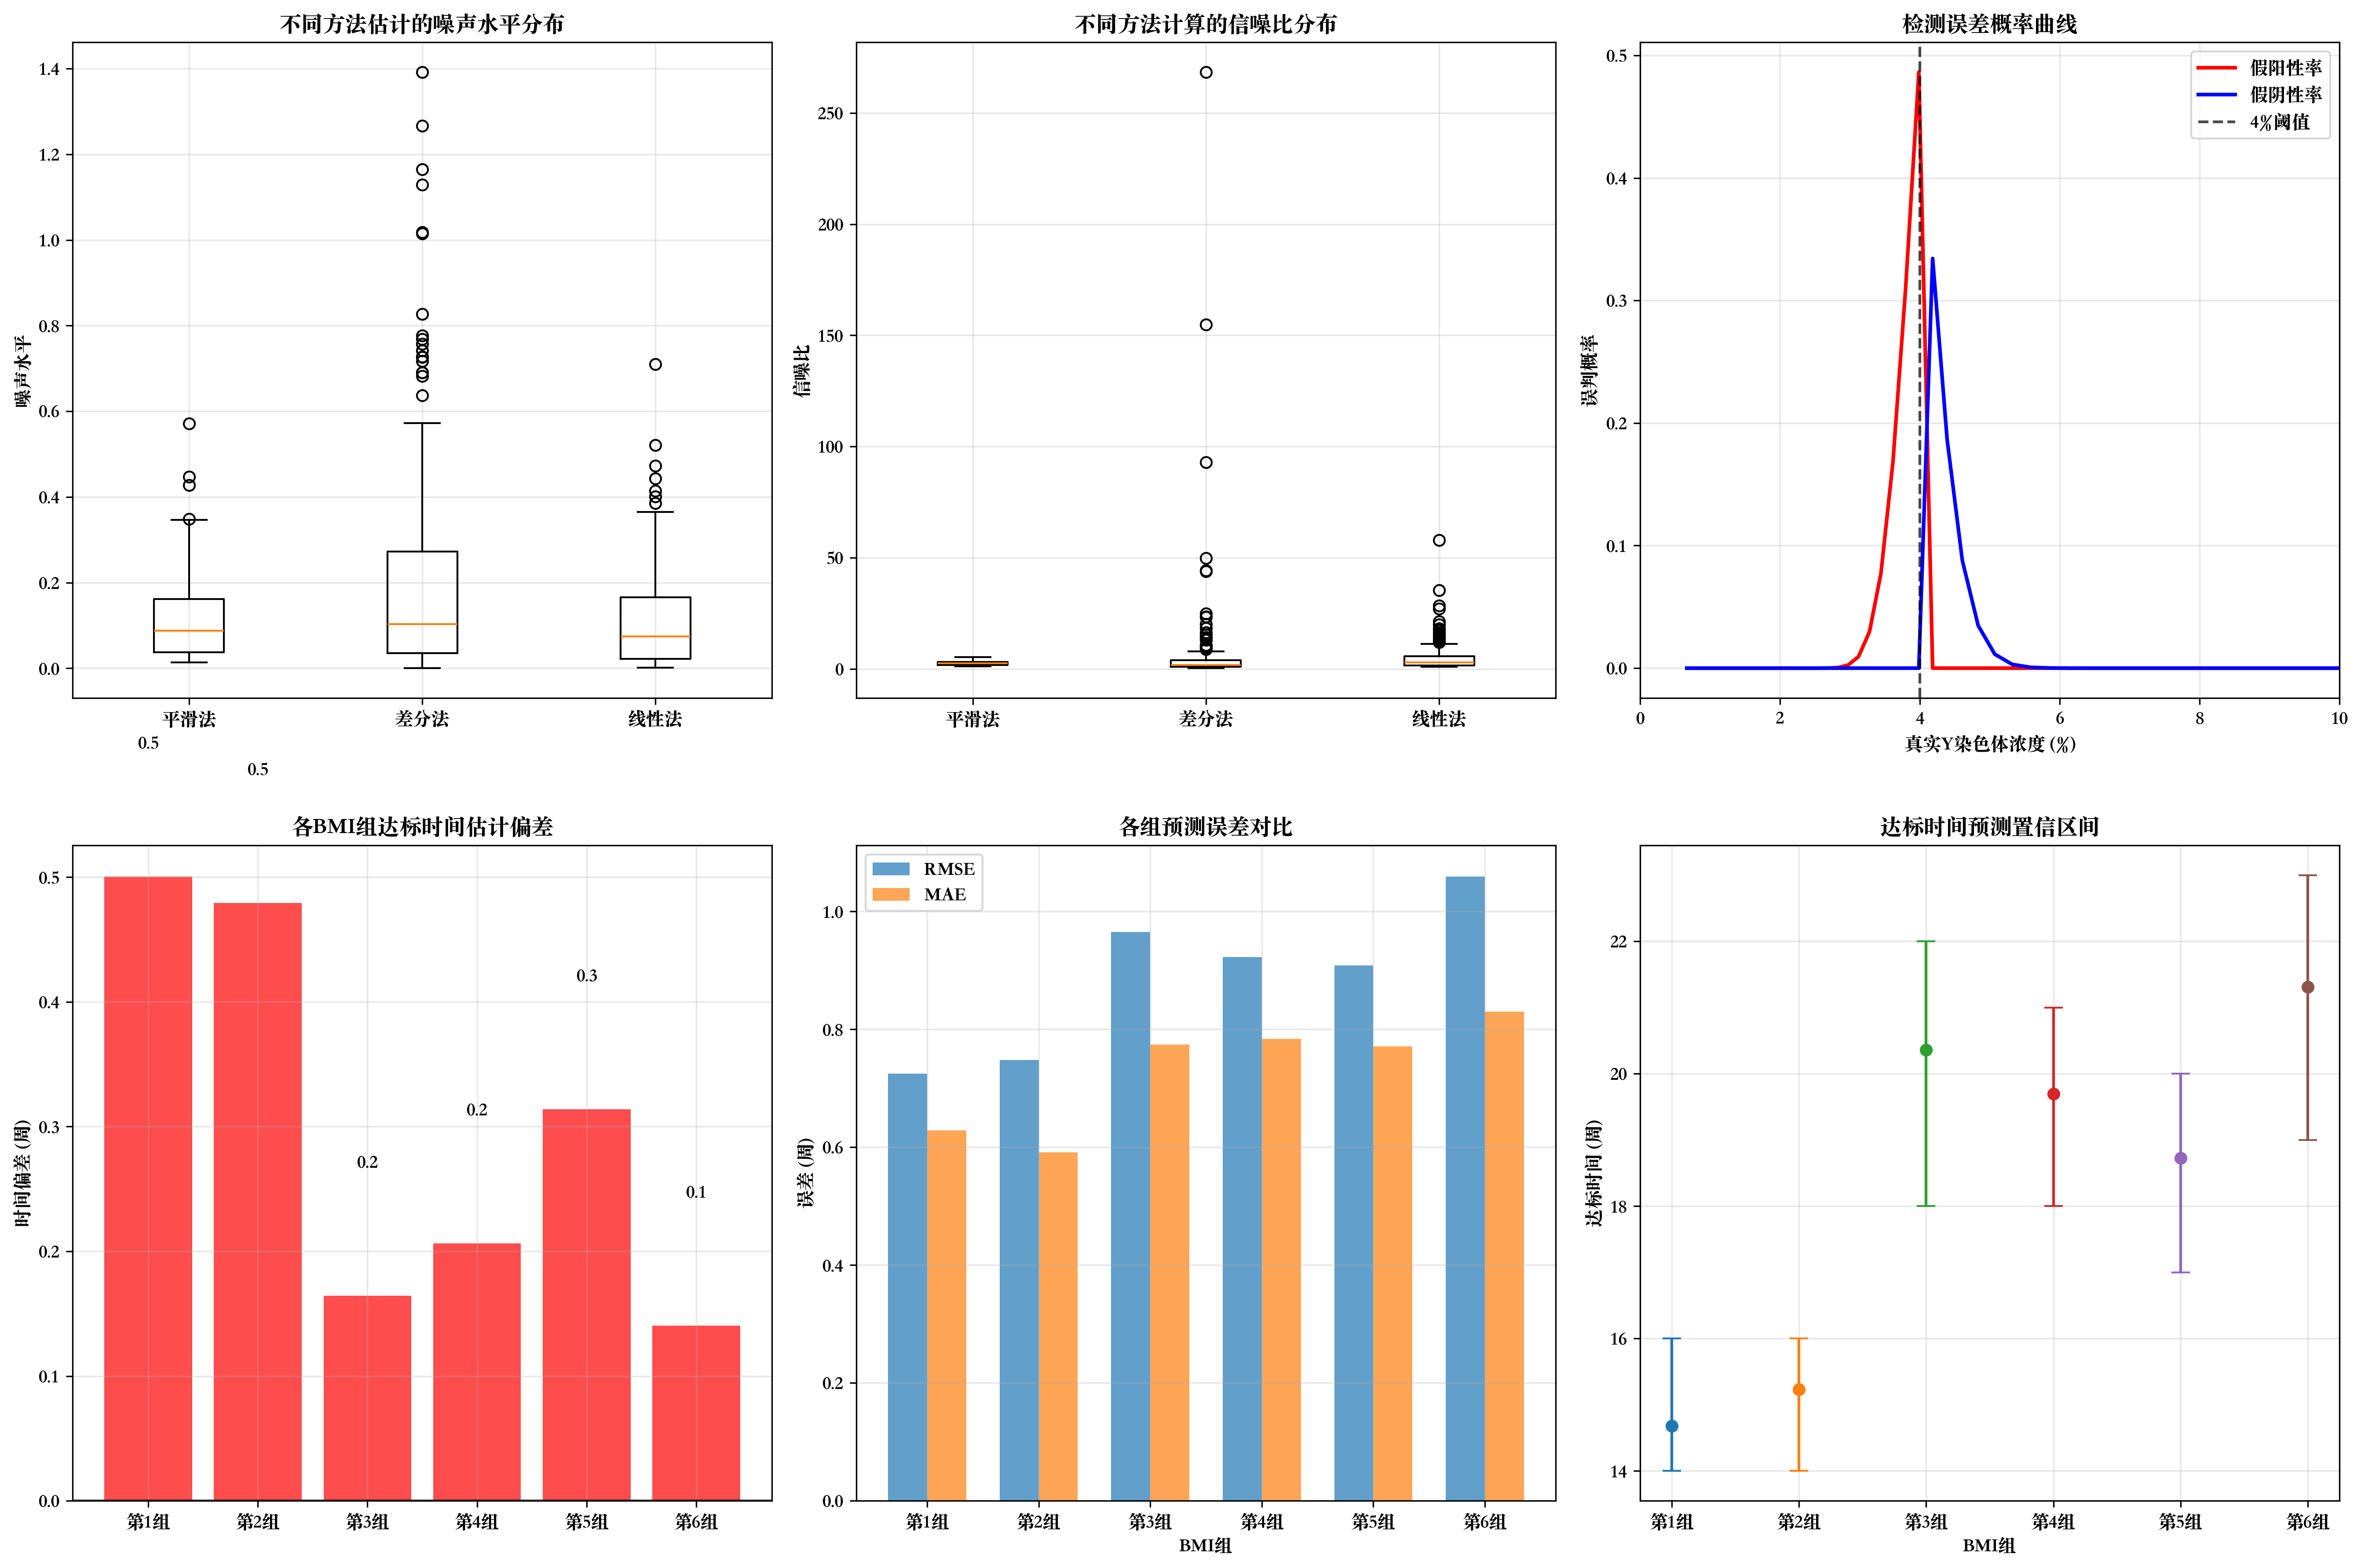 不同方法估计的噪声水平分布
噪声水平
1.4
1.2
1.0
0.8
0.6
0.4
0.2
0.0
平滑法 差分法 线性法
不同方法计算的信噪比分布
信噪比
250
200
150
100
50
0
平滑法 差分法 线性法
检测误差概率曲线
误判概率
0.5
0.4
0.3
0.2
0.1
0.0
假阳性率
假阴性率
4%阈值
0 2 4 6 8 10
真实Y染色体浓度 (%)
各BMI组达标时间估计偏差
时间偏差 (周)
0.5
0.4
0.3
0.2
0.1
0.0
0.5
0.5
0.2
0.2
0.3
0.1
第1组 第2组 第3组 第4组 第5组 第6组
各组预测误差对比
误差 (周)
1.0
0.8
0.6
0.4
0.2
0.0
RMSE
MAE
第1组 第2组 第3组 第4组 第5组 第6组
BMI组
达标时间预测置信区间
达标时间 (周)
22
20
18
16
14
第1组 第2组 第3组 第4组 第5组 第6组
BMI组